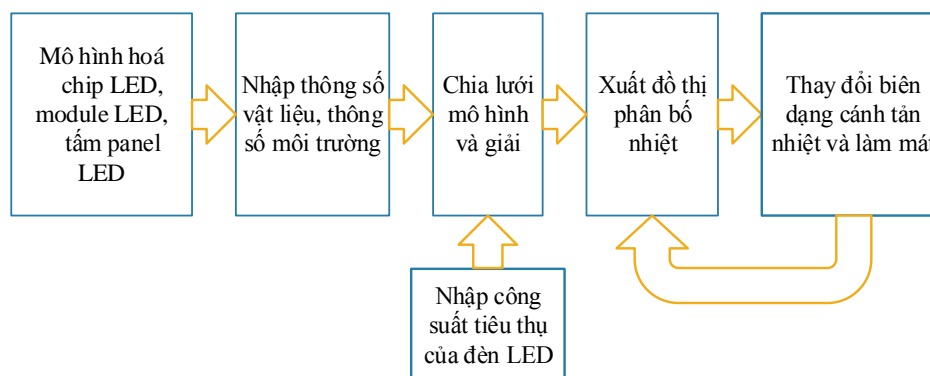 Mô hình hoá
chip LED,
module LED,
tấm panel
LED
Nhập thông số
vật liệu, thông
số môi trường
Chia lưới
mô hình
và giải
Xuất đồ thị
phân bố
nhiệt
Thay đổi biên
dạng cánh tản
nhiệt và làm mát
Nhập công
suất tiêu thụ
của đèn LED